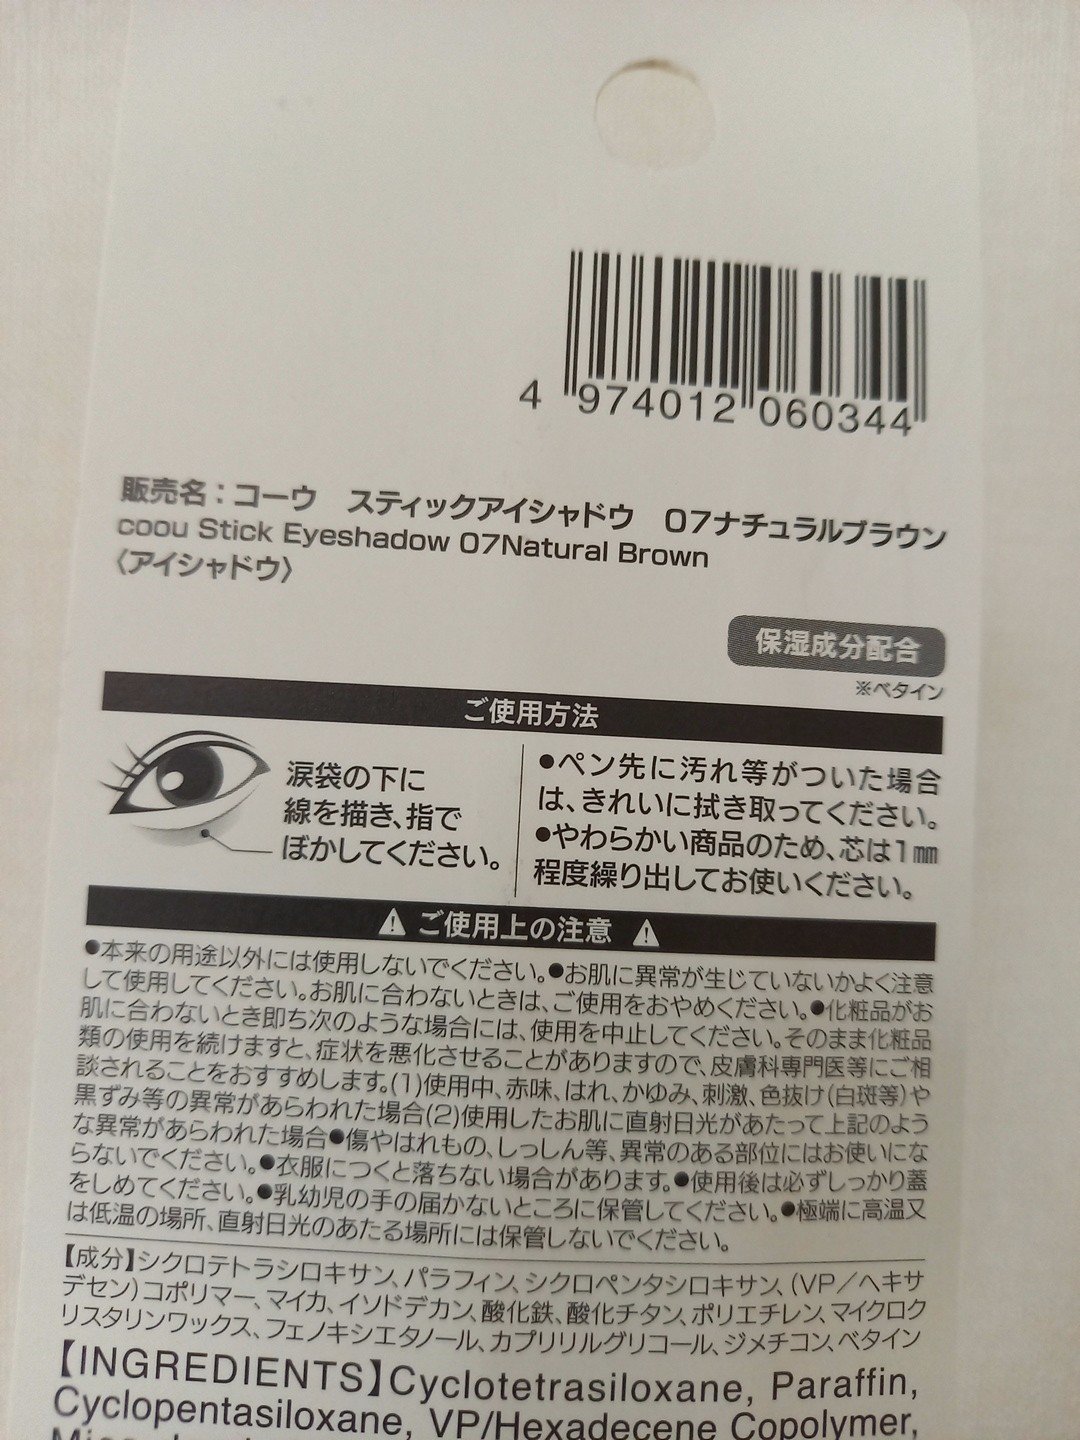 4 974012 060344
販売名：コーウ　スティックアイシャドウ　07ナチュラルブラウン
coou Stick Eyeshadow 07Natural Brown
〈アイシャドウ〉
保湿成分配合
※ベタイン
ご使用方法
涙袋の下に
線を描き、指で
ぼかしてください。
●ペン先に汚れ等がついた場合
は、きれいに拭き取ってください。
●やわらかい商品のため、芯は1㎜
程度繰り出してお使いください。
ご使用上の注意
●本来の用途以外には使用しないでください。●お肌に異常が生じていないかよく注意
して使用してください。お肌に合わないときは、ご使用をおやめください。●化粧品がお
肌に合わないとき即ち次のような場合には、使用を中止してください。そのまま化粧品
類の使用を続けますと、症状を悪化させることがありますので、皮膚科専門医等にご相
談されることをおすすめします。(1)使用中、赤味、はれ、かゆみ、刺激、色抜け(白斑等)や
黒ずみ等の異常があらわれた場合(2)使用したお肌に直射日光があたって上記のよう
な異常があらわれた場合●傷やはれもの、しっしん等、異常のある部位にはお使いにな
らないでください。●衣服につくと落ちない場合があります。●使用後は必ずしっかり蓋
をしめてください。●乳幼児の手の届かないところに保管してください。●極端に高温又
は低温の場所、直射日光のあたる場所には保管しないでください。
【成分】シクロテトラシロキサン、パラフィン、シクロペンタシロキサン、(VP／ヘキサ
デセン)コポリマー、マイカ、イソドデカン、酸化鉄、酸化チタン、ポリエチレン、マイクロク
リスタリンワックス、フェノキシエタノール、カプリリルグリコール、ジメチコン、ベタイン
【INGREDIENTS】Cyclotetrasiloxane, Paraffin,
Cyclopentasiloxane, VP/Hexadecene Copolymer,